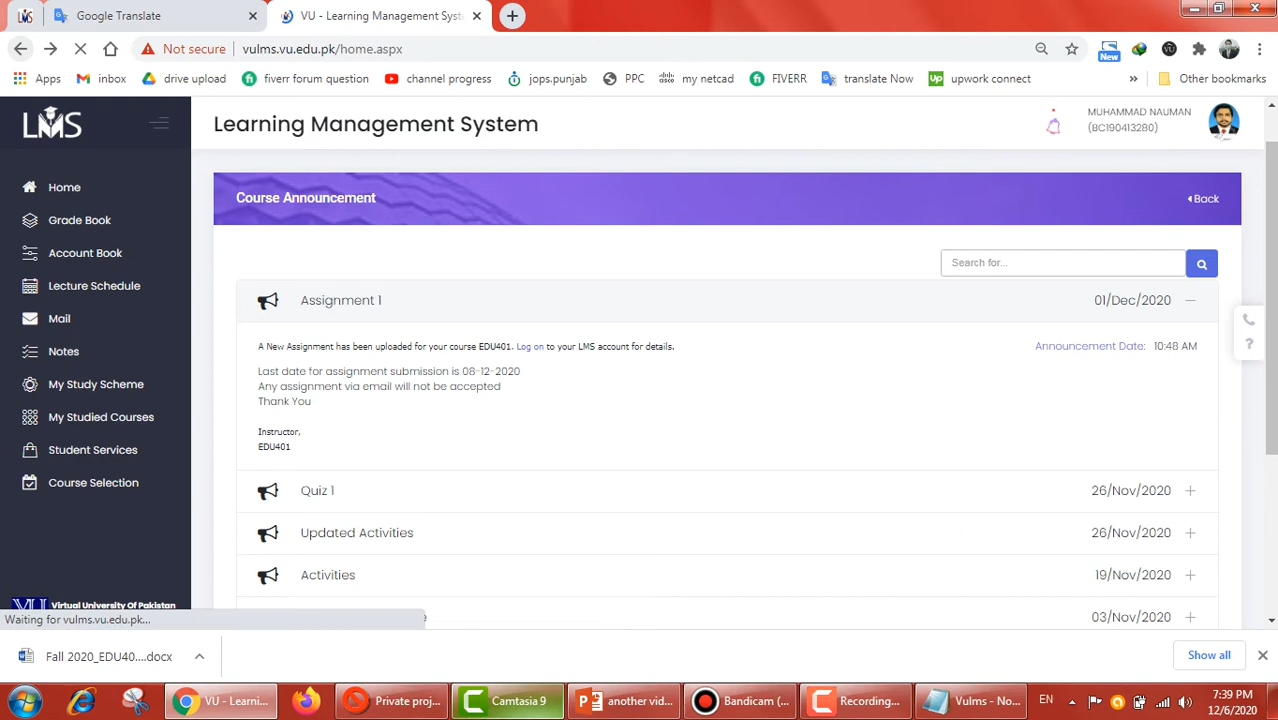 Google Translate
VU - Learning Management Syst
Not secure
vulms.vu.edu.pk/home.aspx
New
Apps
inbox
drive upload
fiverr forum question
channel progress
jops.punjab
PPC
my netad
FIVERR
translate Now
upwork connect
»
Other bookmarks
LMS
Learning Management System
MUHAMMAD NAUMAN
(BC190413280)
Home
Grade Book
Account Book
Lecture Schedule
Mail
Notes
My Study Scheme
My Studied Courses
Student Services
Course Selection
Course Announcement
Back
Search for...
Assignment 1
01/Dec/2020
A New Assignment has been uploaded for your course EDU401. Log on to your LMS account for details.
Announcement Date: 10:48 AM
Last date for assignment submission is 08-12-2020
Any assignment via email will not be accepted
Thank You
Instructor,
EDU401
Quiz 1
26/Nov/2020
Updated Activities
26/Nov/2020
Activities
19/Nov/2020
03/Nov/2020
VU Virtual University Of Pakistan
Waiting for vulms.vu.edu.pk...
Fall 2020_EDU40....docx
Show all
VU - Learni...
Private proj...
Camtasia 9
another vid...
Bandicam (...
Recording...
Vulms - No...
EN
7:39 PM
12/6/2020